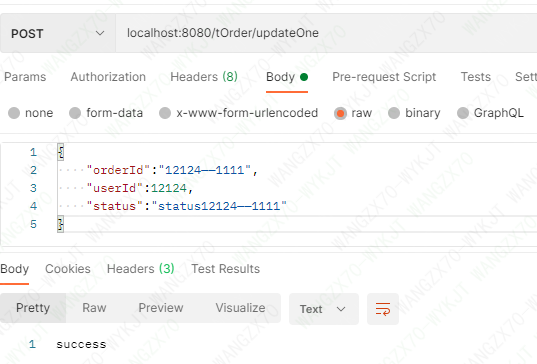 POST localhost:8080/tOrder/updateOne
Params Authorization Headers (8) Body Pre-request Script Tests Sett
none form-data x-www-form-urlencoded raw binary GraphQL
1 {
2 "orderId":"12124——1111",
3 "userId":12124,
4 "status":"status12124——1111"
5 }
Body Cookies Headers (3) Test Results
Pretty Raw Preview Visualize Text
1 success